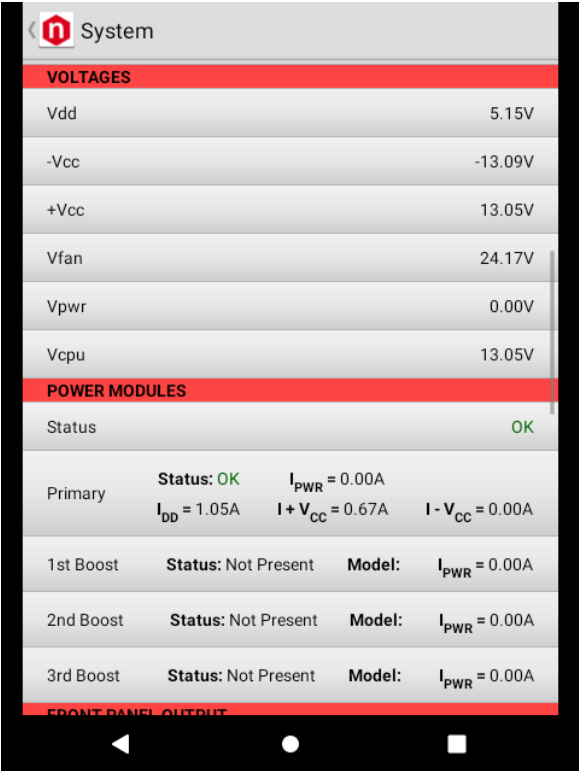 n System
VOLTAGES
Vdd 5.15V
-Vcc -13.09V
+Vcc 13.05V
Vfan 24.17V
Vpwr 0.00V
Vcpu 13.05V
POWER MODULES
Status OK
Status: OK IPWR = 0.00A
Primary
IDD = 1.05A I + VCC = 0.67A I - VCC = 0.00A
1st Boost Status: Not Present Model: IPWR = 0.00A
2nd Boost Status: Not Present Model: IPWR = 0.00A
3rd Boost Status: Not Present Model: IPWR = 0.00A
FRONT PANEL OUTPUT